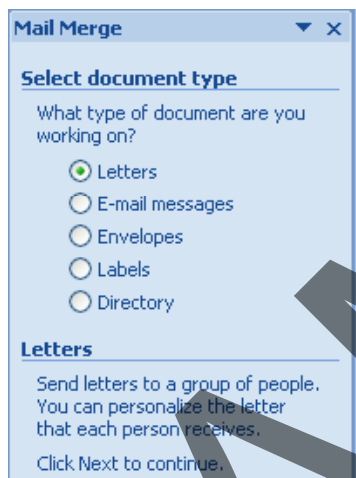 Mail Merge
Select document type
What type of document are you
working on?
Letters
E-mail messages
Envelopes
Labels
Directory
Letters
Send letters to a group of people.
You can personalize the letter
that each person receives.
Click Next to continue.